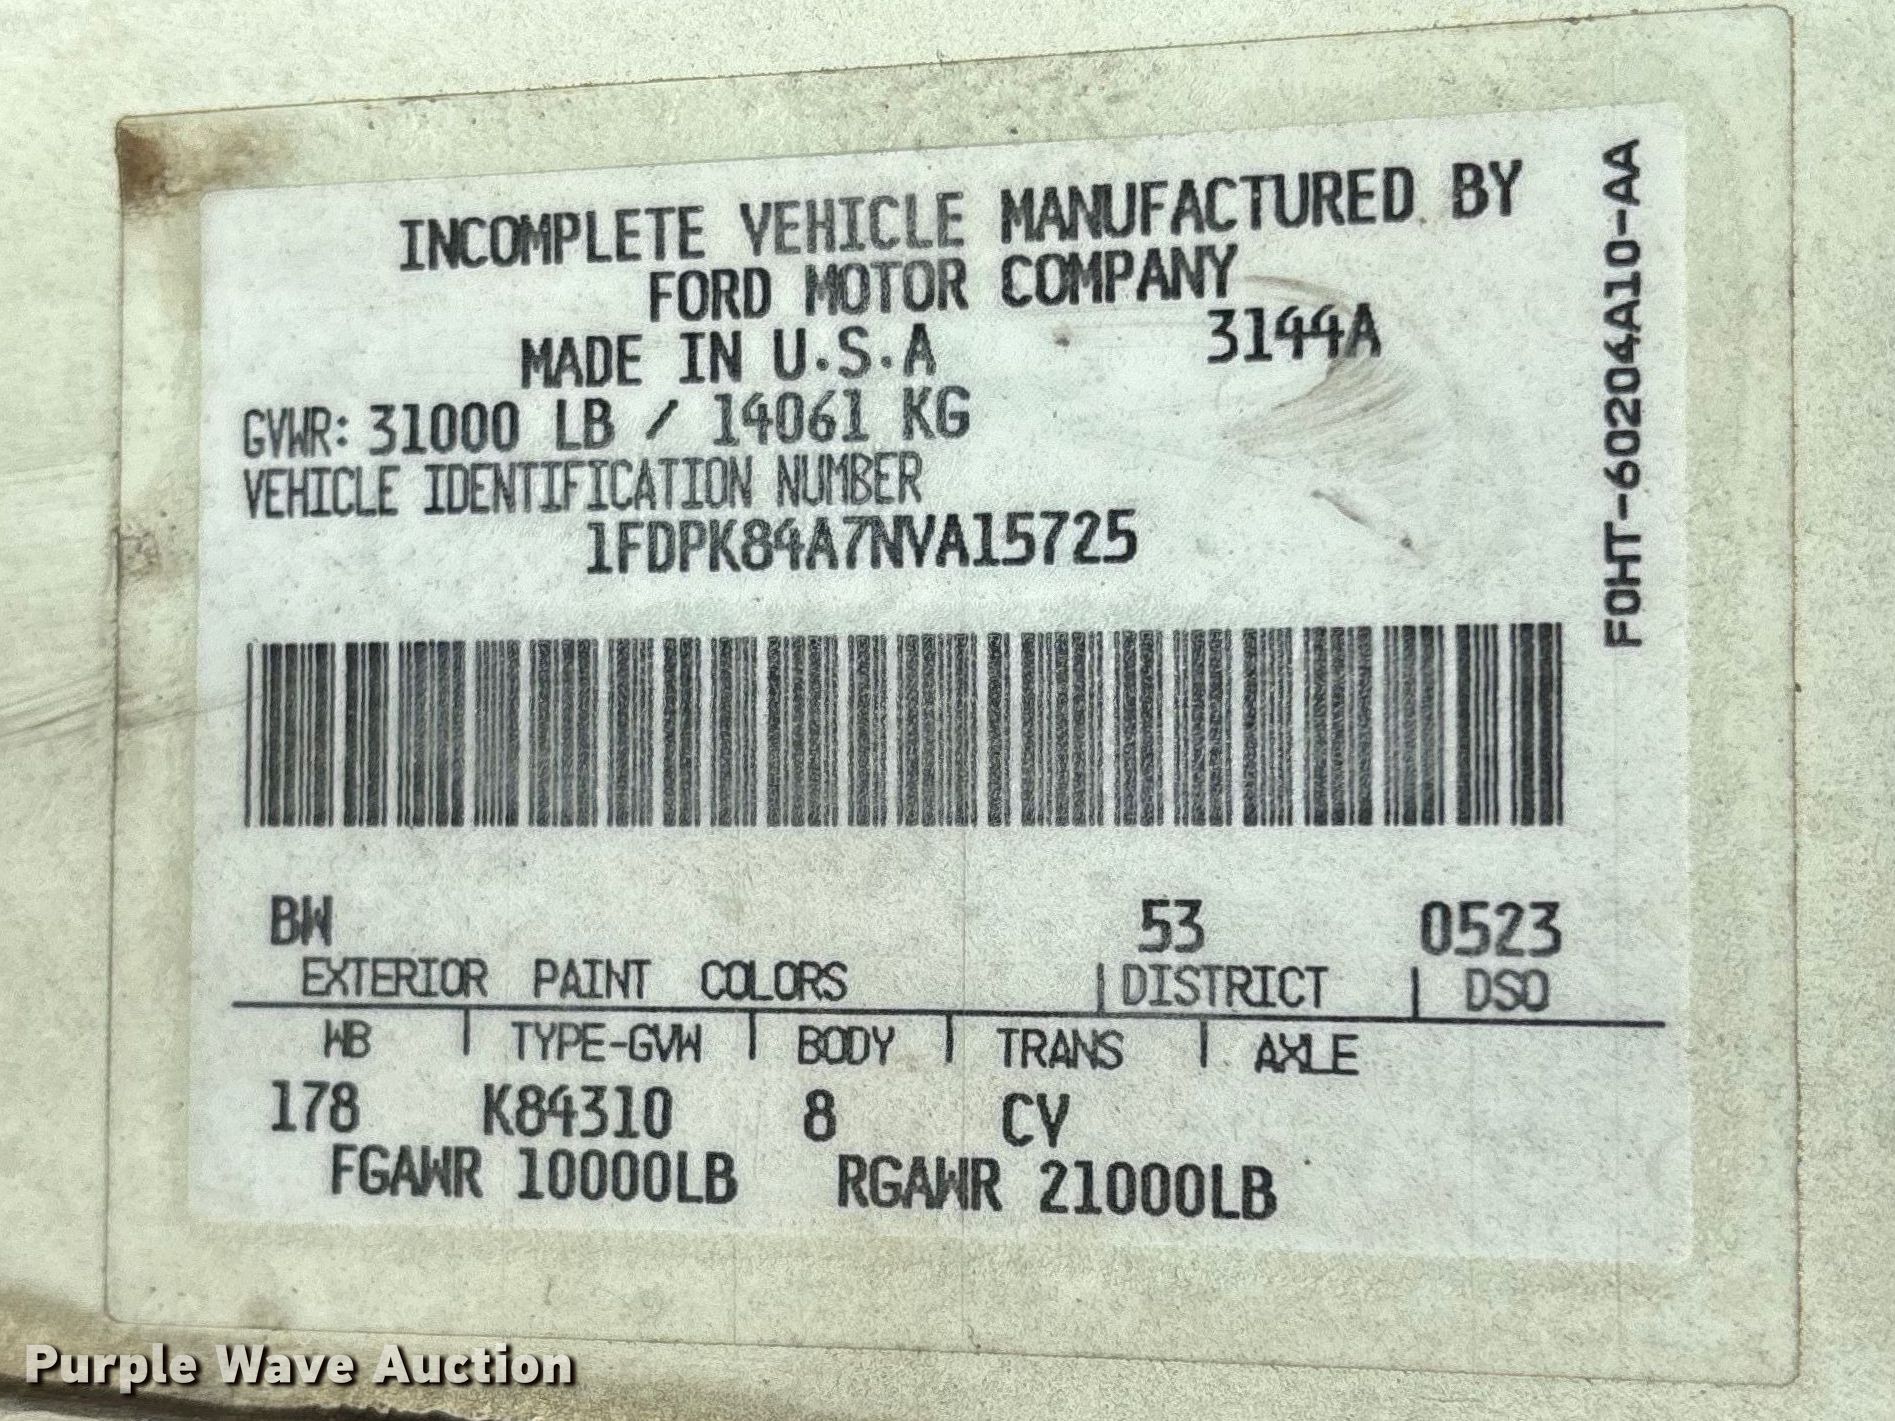 INCOMPLETE VEHICLE MANUFACTURED BY
FORD MOTOR COMPANY
MADE IN U.S.A 3144A
GVWR: 31000 LB / 14061 KG
VEHICLE IDENTIFICATION NUMBER
1FDPK84A7NVA15725
F0HT-60204A10-AA
BW 53 0523
EXTERIOR PAINT COLORS | DISTRICT | DSO
WB | TYPE-GVW | BODY | TRANS | AXLE
178 K84310 8 CV
FGAWR 10000LB RGAWR 21000LB
Purple Wave Auction